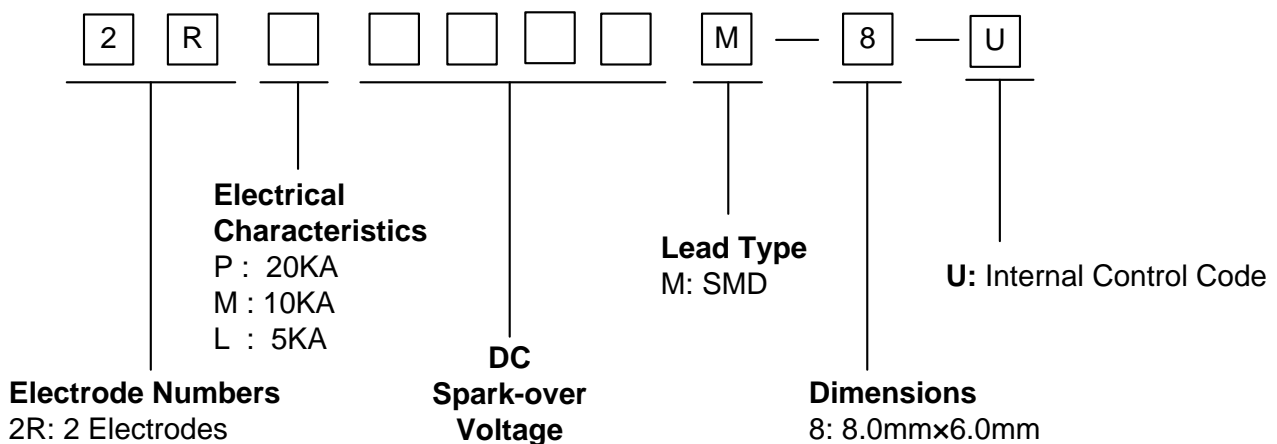 2 R M — 8 — U
Electrical
Characteristics
P : 20KA
M : 10KA
L : 5KA
Lead Type
M: SMD
U: Internal Control Code
DC
Spark-over
Voltage
Electrode Numbers
2R: 2 Electrodes
Dimensions
8: 8.0mm×6.0mm